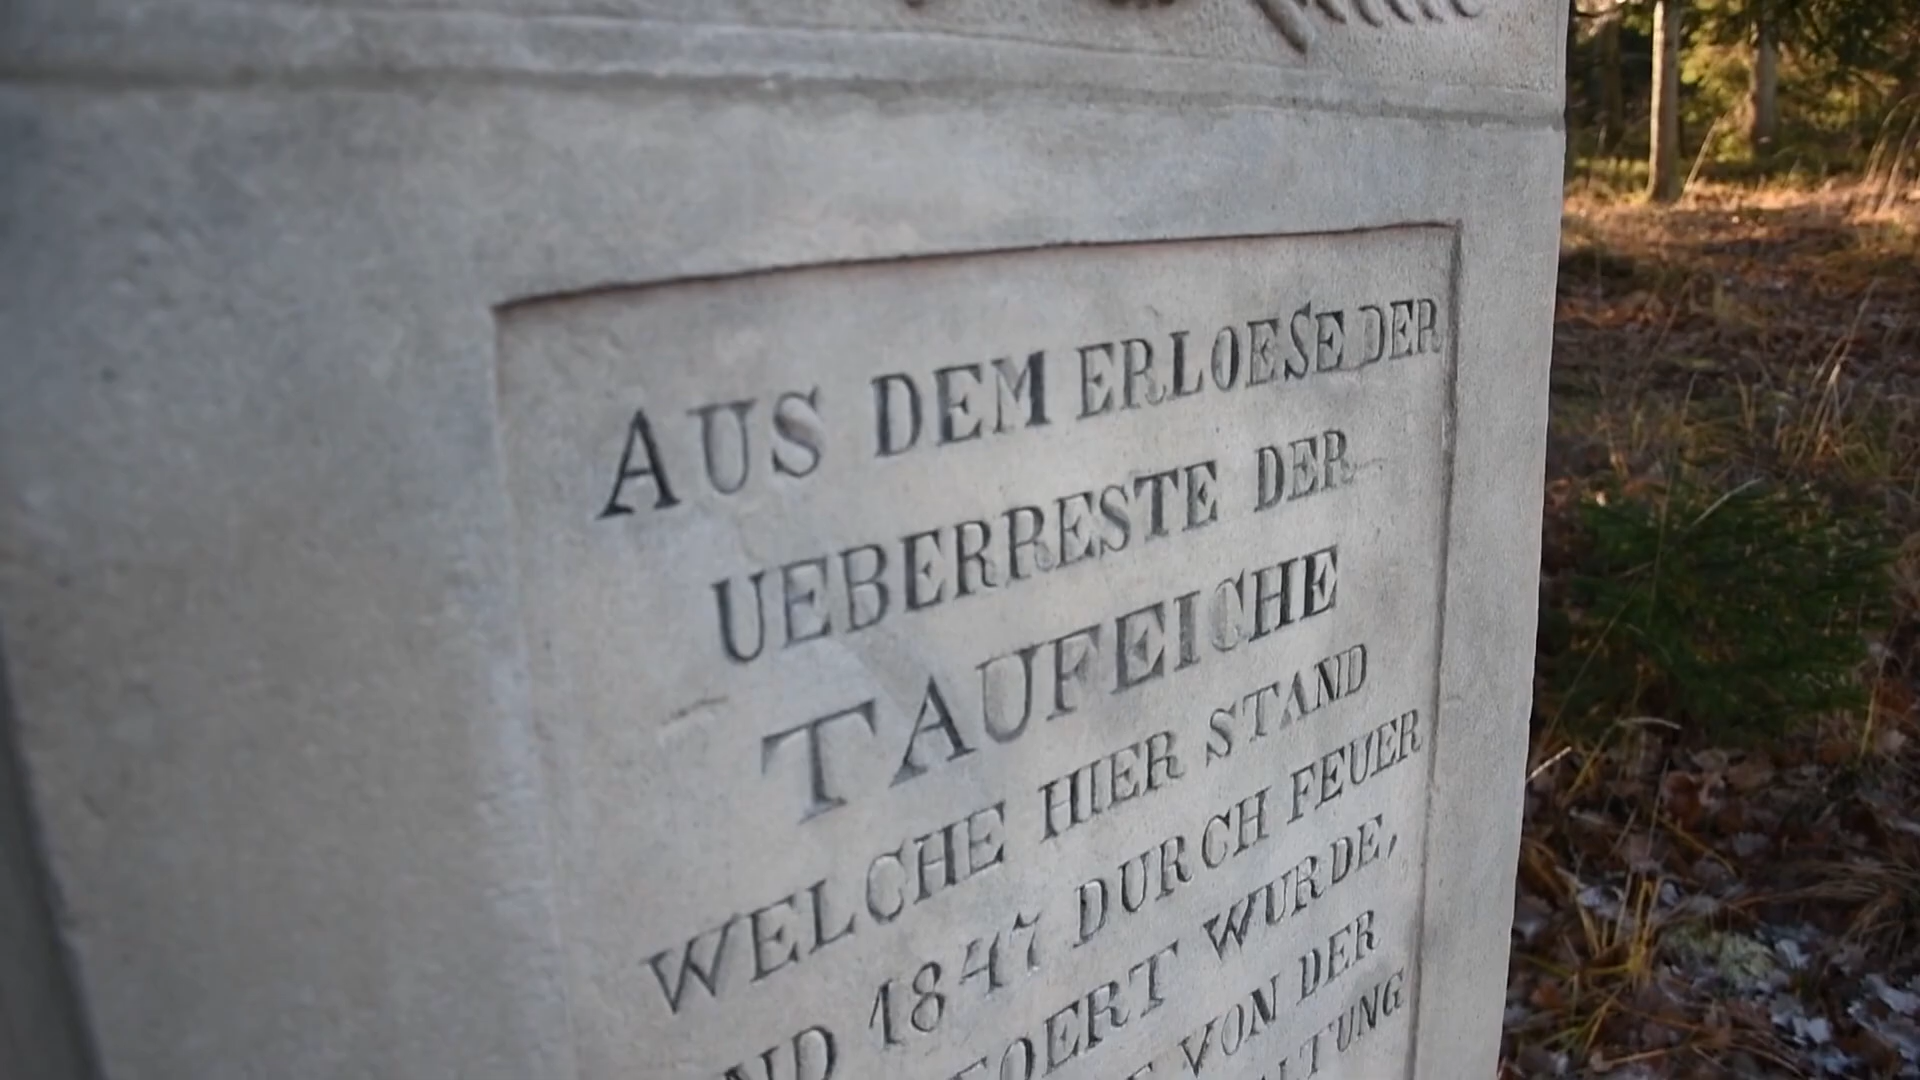 AUS DEM ERLOESE DER
UEBERRESTE DER
TAUFEICHE
WELCHE HIER STAND
1847 DURCH FEUER
WURDE,
VON DER